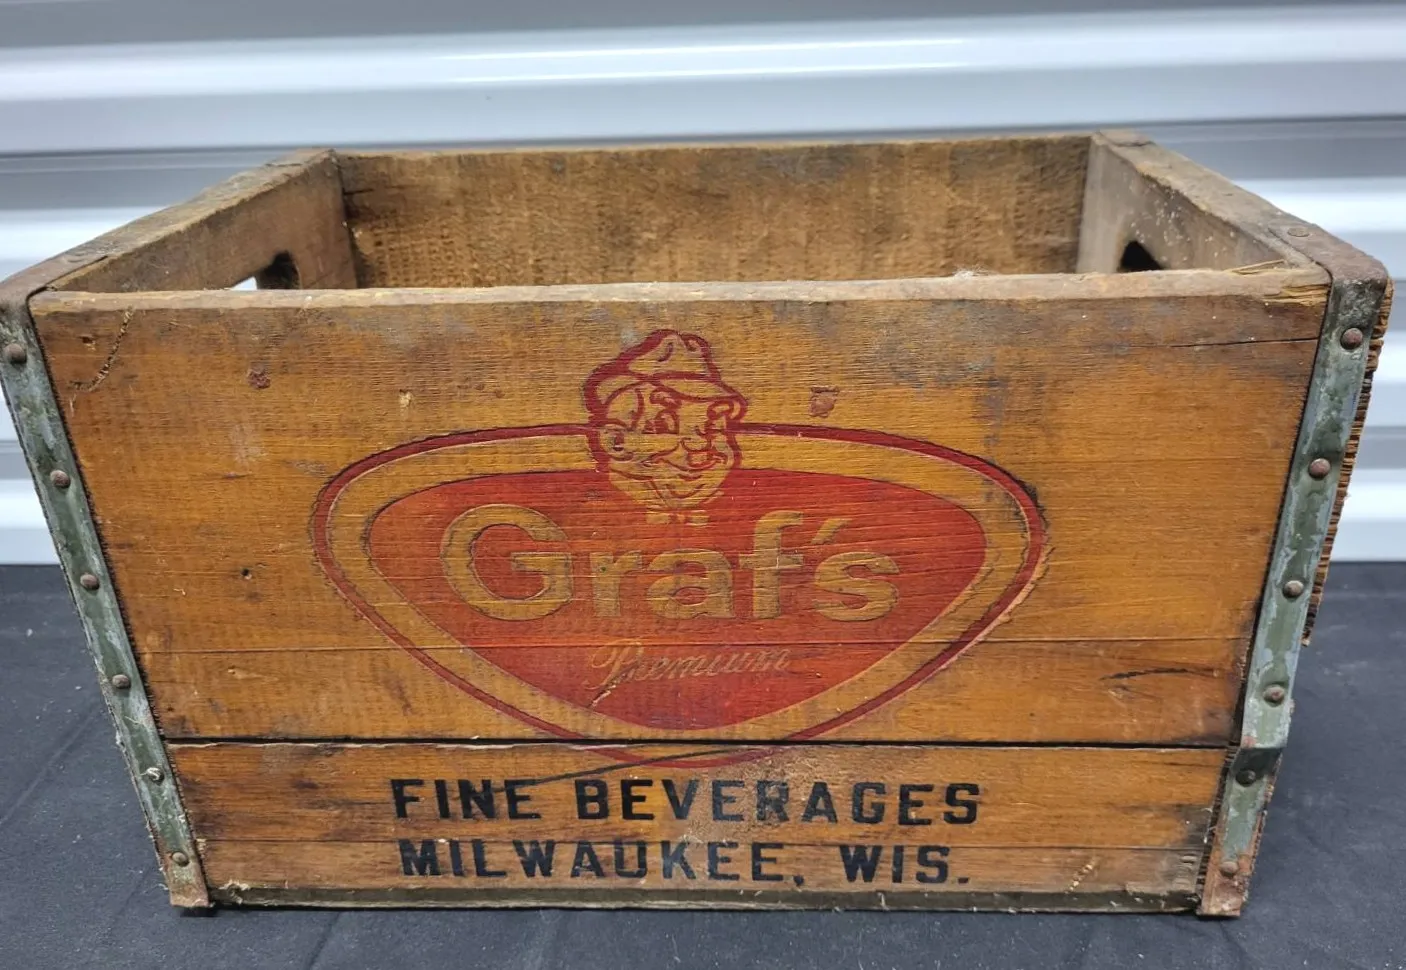 Graf's
Premium
FINE BEVERAGES
MILWAUKEE, WIS.